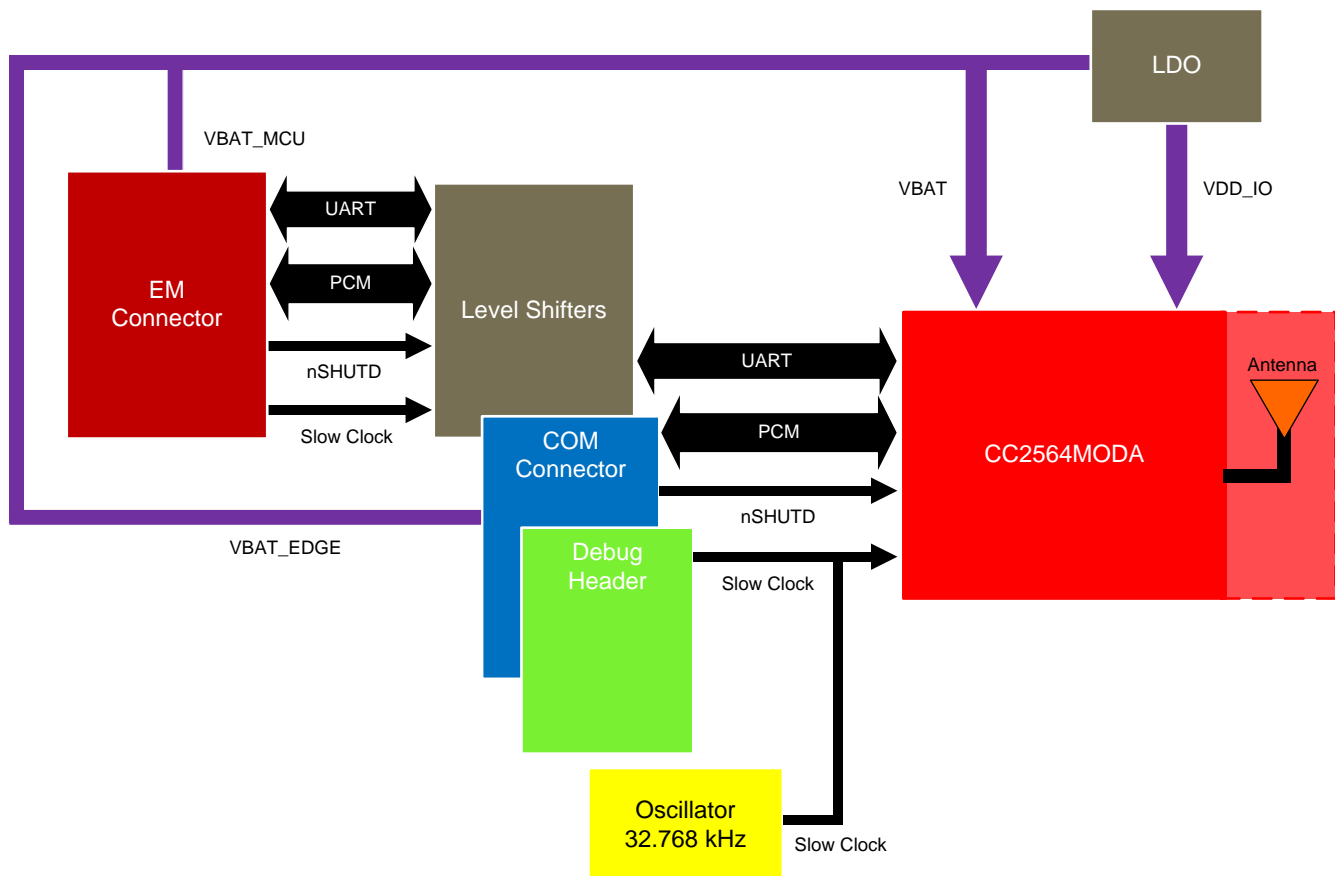 LDO
VBAT_MCU
VBAT
VDD_IO
EM
Connector
UART
PCM
nSHUTD
Slow Clock
Level Shifters
UART
PCM
nSHUTD
Slow Clock
COM
Connector
Debug
Header
VBAT_EDGE
CC2564MODA
Antenna
Oscillator
32.768 kHz
Slow Clock